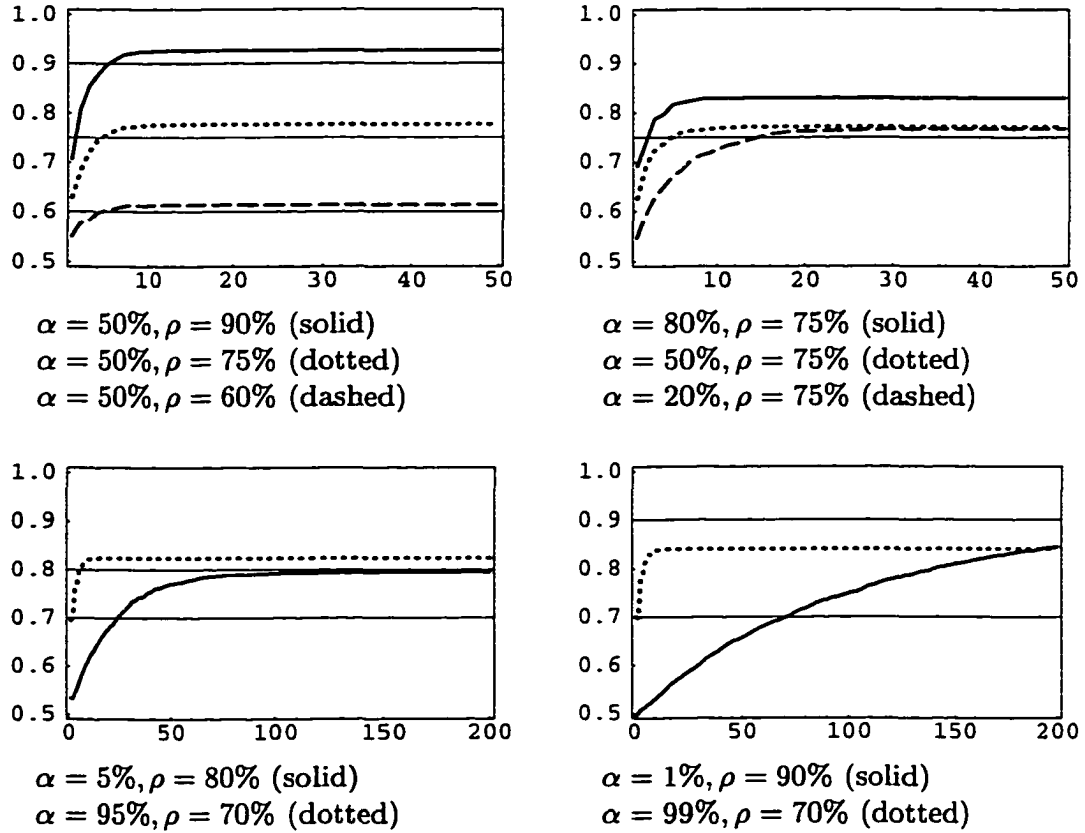 1.0
0.9
0.8
0.7
0.6
0.5
10 20 30 40 50
α = 50%, ρ = 90% (solid)
α = 50%, ρ = 75% (dotted)
α = 50%, ρ = 60% (dashed)
1.0
0.9
0.8
0.7
0.6
0.5
10 20 30 40 50
α = 80%, ρ = 75% (solid)
α = 50%, ρ = 75% (dotted)
α = 20%, ρ = 75% (dashed)
1.0
0.9
0.8
0.7
0.6
0.5
0 50 100 150 200
α = 5%, ρ = 80% (solid)
α = 95%, ρ = 70% (dotted)
1.0
0.9
0.8
0.7
0.6
0.5
0 50 100 150 200
α = 1%, ρ = 90% (solid)
α = 99%, ρ = 70% (dotted)